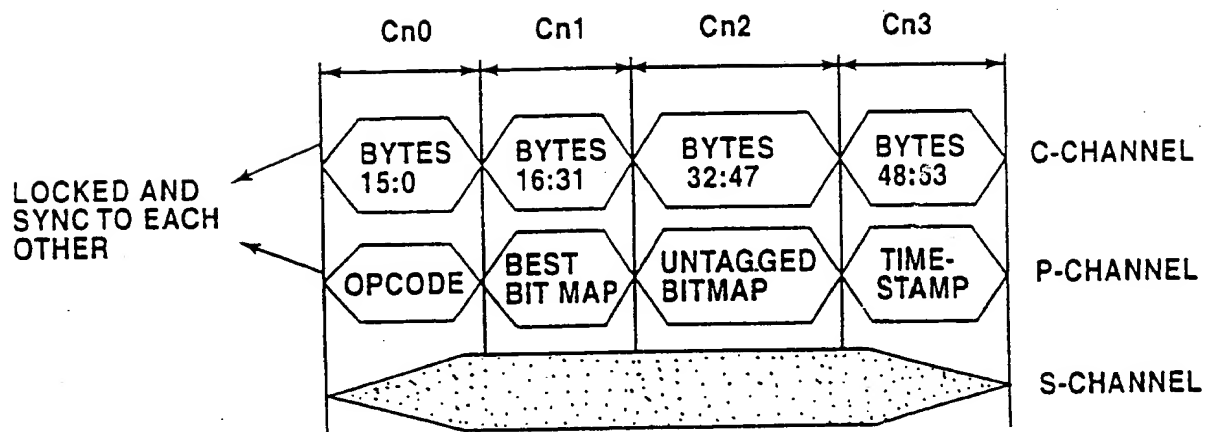 Cn0 Cn1 Cn2 Cn3
BYTES
15:0
BYTES
16:31
BYTES
32:47
BYTES
48:53
C-CHANNEL
LOCKED AND
SYNC TO EACH
OTHER
OPCODE
BEST
BIT MAP
UNTAGGED
BITMAP
TIME-
STAMP
P-CHANNEL
S-CHANNEL